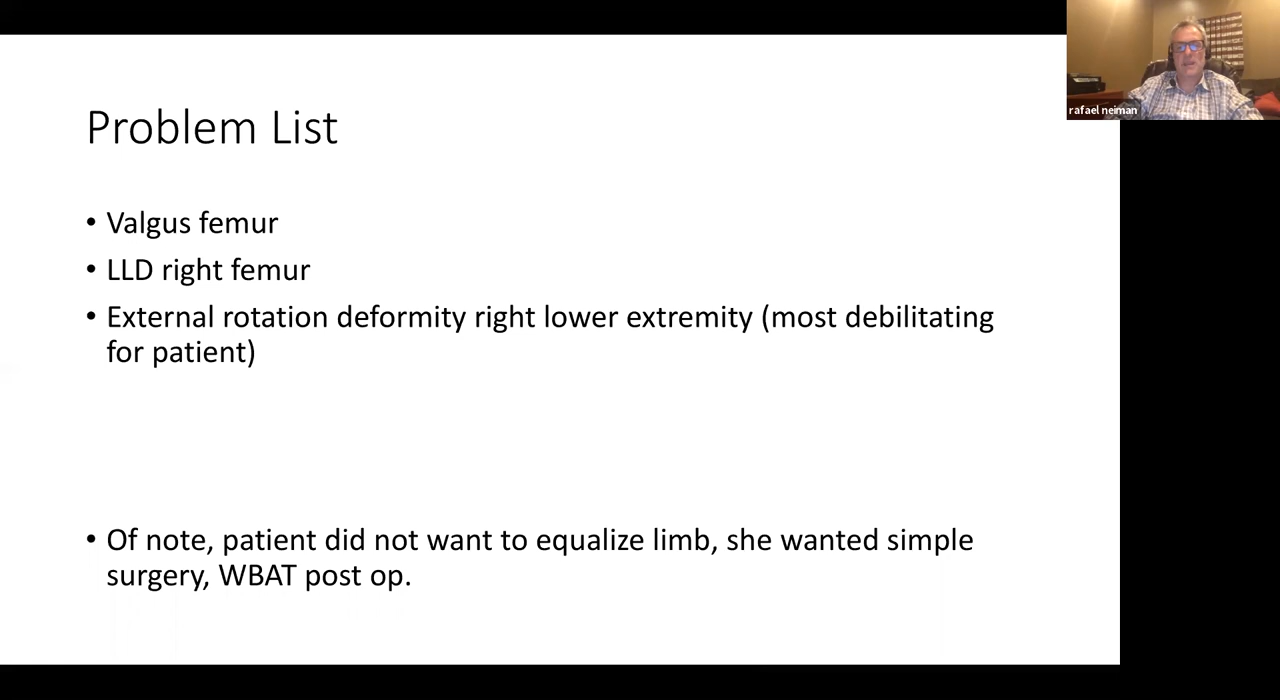 Problem List
• Valgus femur
• LLD right femur
• External rotation deformity right lower extremity (most debilitating
for patient)
• Of note, patient did not want to equalize limb, she wanted simple
surgery, WBAT post op.
rafael neiman